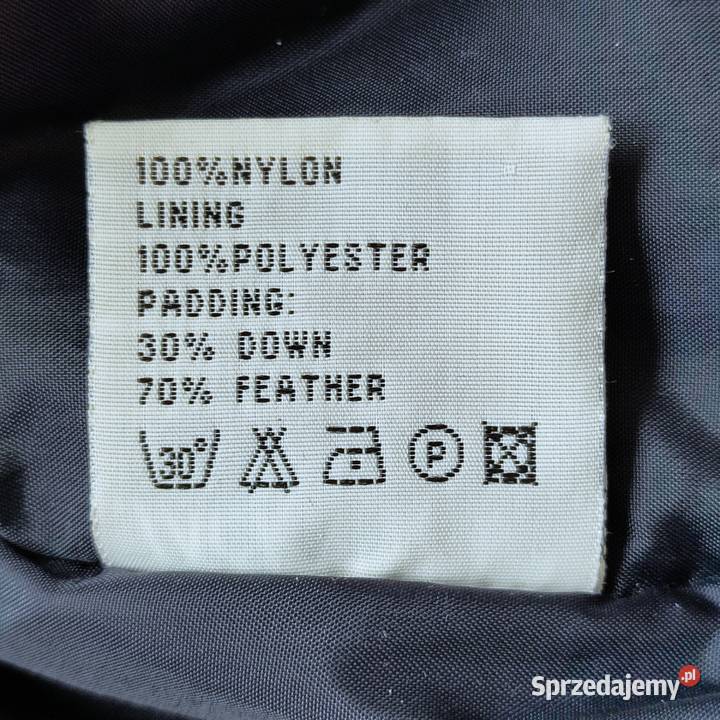 100%NYLON
LINING
100%POLYESTER
PADDING:
30% DOWN
70% FEATHER
30°
P
Sprzedajemy.pl